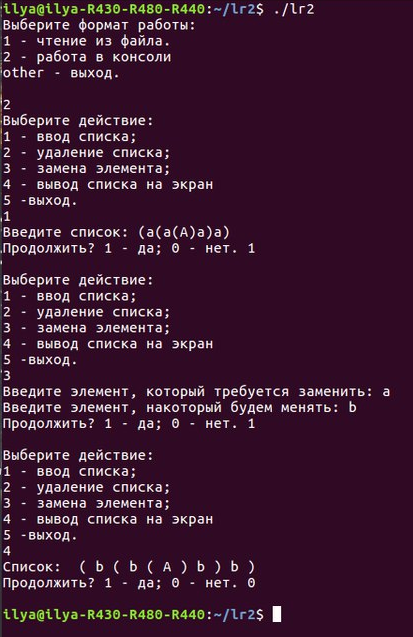 ilya@ilya-R430-R480-R440:~/lr2$ ./lr2
Выберите формат работы:
1 - чтение из файла.
2 - работа в консоли
other - выход.
2
Выберите действие:
1 - ввод списка;
2 - удаление списка;
3 - замена элемента;
4 - вывод списка на экран
5 -выход.
1
Введите список: (a(a(A)a)a)
Продолжить? 1 - да; 0 - нет. 1
Выберите действие:
1 - ввод списка;
2 - удаление списка;
3 - замена элемента;
4 - вывод списка на экран
5 -выход.
3
Введите элемент, который требуется заменить: a
Введите элемент, накоторый будем менять: b
Продолжить? 1 - да; 0 - нет. 1
Выберите действие:
1 - ввод списка;
2 - удаление списка;
3 - замена элемента;
4 - вывод списка на экран
5 -выход.
4
Список:  ( b ( b ( A ) b ) b )
Продолжить? 1 - да; 0 - нет. 0
ilya@ilya-R430-R480-R440:~/lr2$